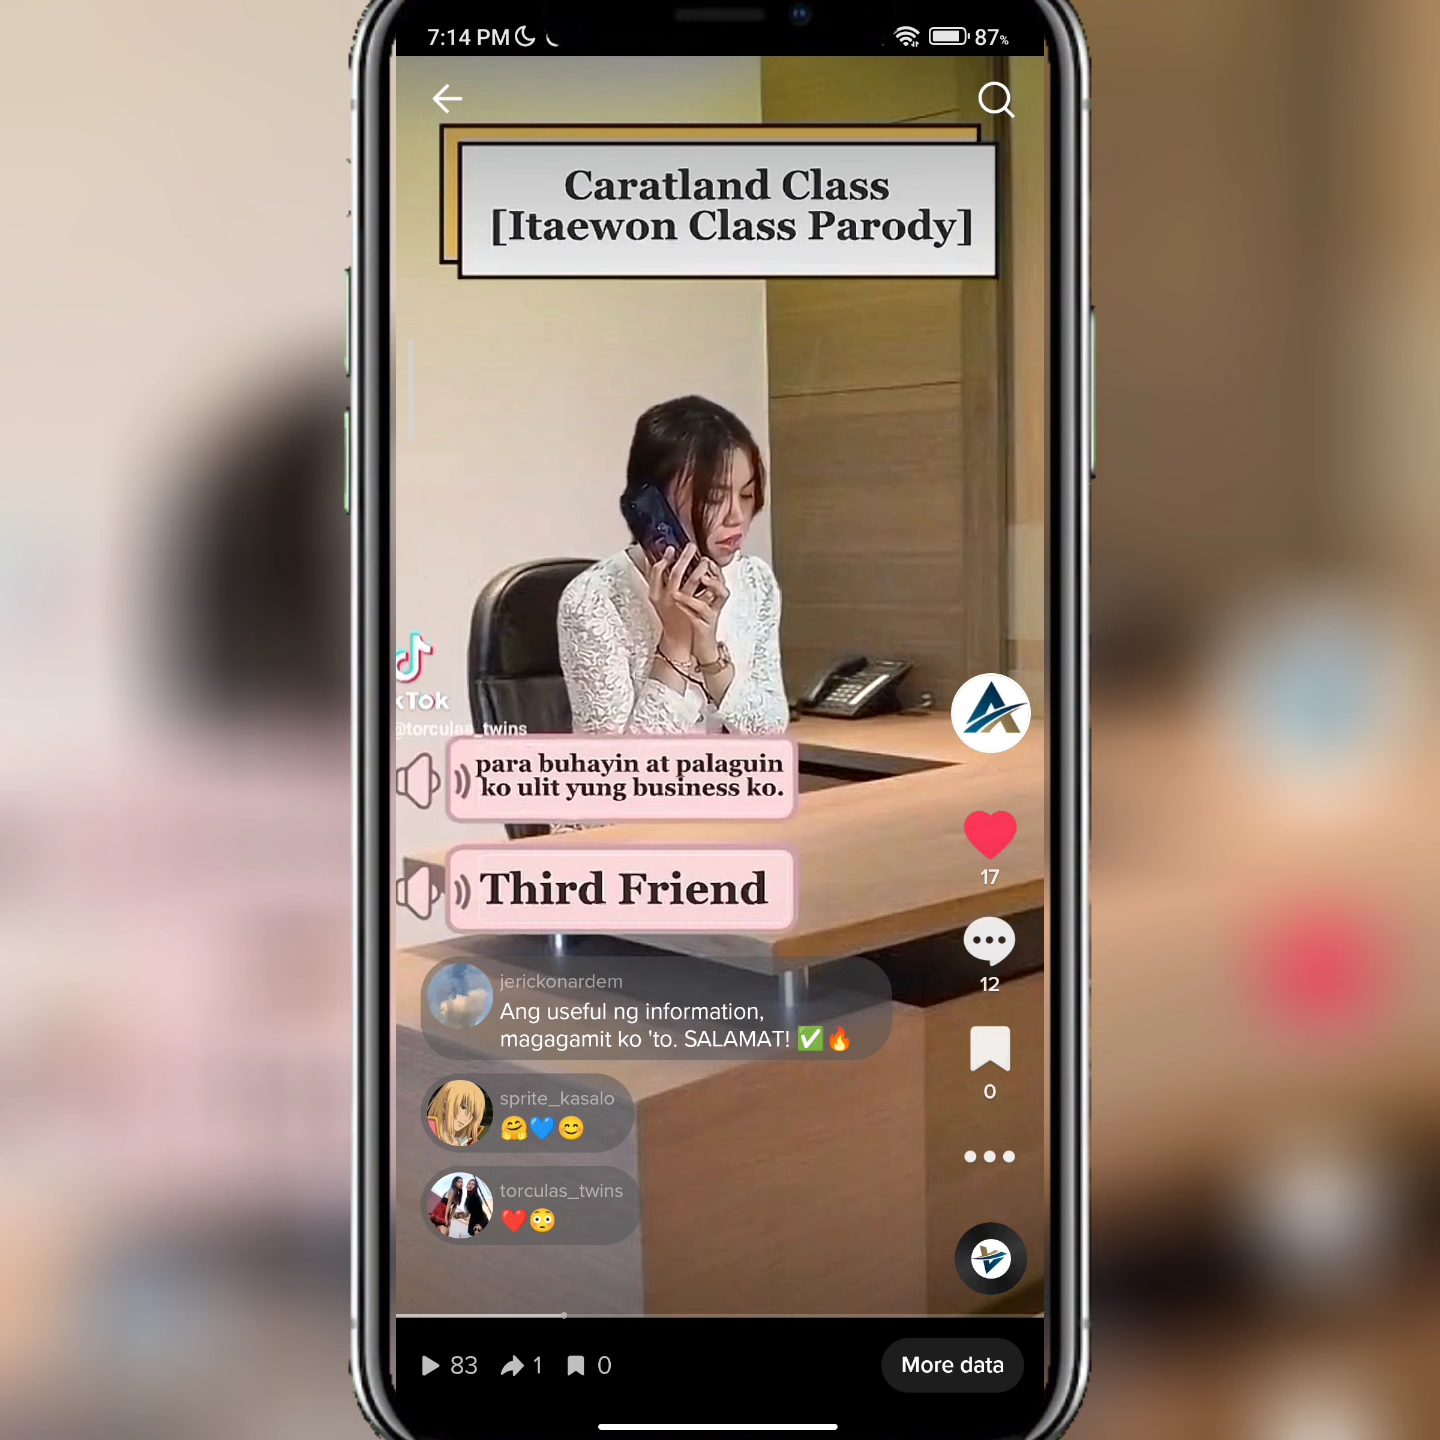 7:14 PM
87%
Caratland Class
[Itaewon Class Parody]
kTok
@torculas_twins
para buhayin at palaguin
ko ulit yung business ko.
Third Friend
17
12
0
jerickonardem
Ang useful ng information,
magagamit ko 'to. SALAMAT! ✅🔥
sprite_kasalo
🤗💙😊
torculas_twins
❤️😳
83 1 0
More data